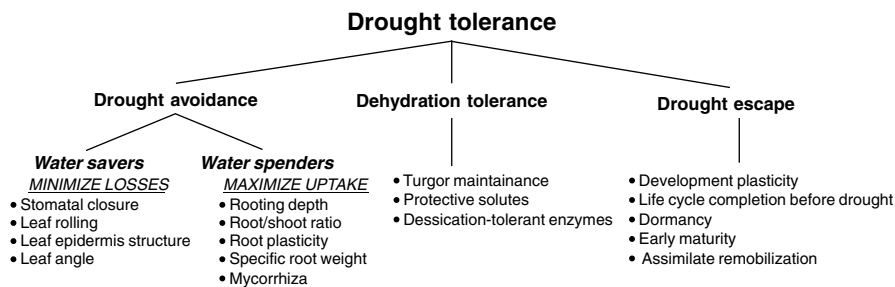 Drought tolerance
Drought avoidance
Dehydration tolerance
Drought escape
Water savers
MINIMIZE LOSSES
• Stomatal closure
• Leaf rolling
• Leaf epidermis structure
• Leaf angle
Water spenders
MAXIMIZE UPTAKE
• Rooting depth
• Root/shoot ratio
• Root plasticity
• Specific root weight
• Mycorrhiza
• Turgor maintainance
• Protective solutes
• Dessication-tolerant enzymes
• Development plasticity
• Life cycle completion before drought
• Dormancy
• Early maturity
• Assimilate remobilization